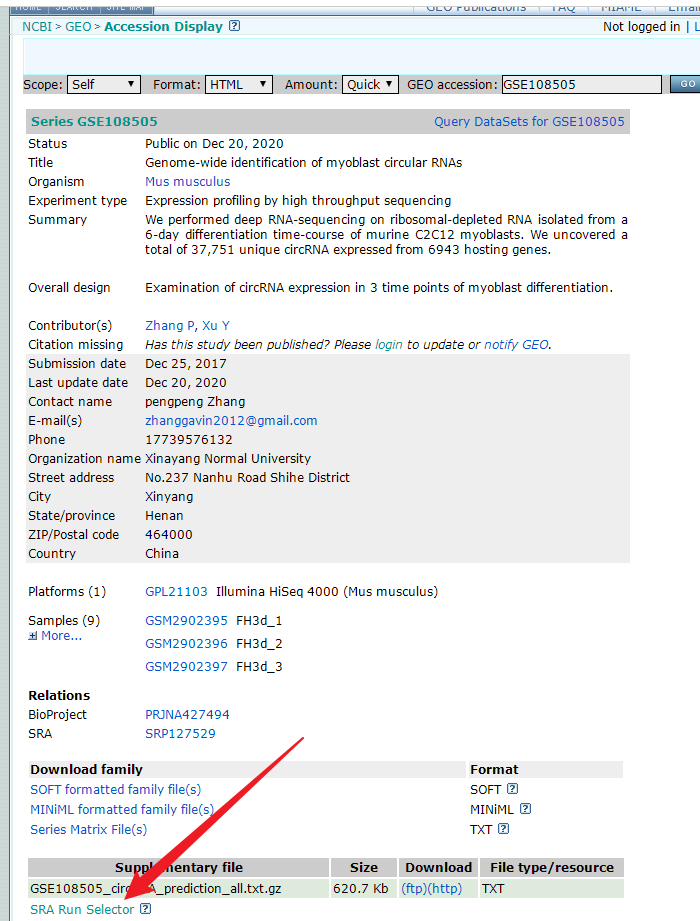 HOME SEARCH SITE MAP GEO Publications FAQ MIAME Email
NCBI > GEO > Accession Display ? Not logged in | L
Scope: Self Format: HTML Amount: Quick GEO accession: GSE108505 GO
Series GSE108505 Query DataSets for GSE108505
Status Public on Dec 20, 2020
Title Genome-wide identification of myoblast circular RNAs
Organism Mus musculus
Experiment type Expression profiling by high throughput sequencing
Summary We performed deep RNA-sequencing on ribosomal-depleted RNA isolated from a
6-day differentiation time-course of murine C2C12 myoblasts. We uncovered a
total of 37,751 unique circRNA expressed from 6943 hosting genes.
Overall design Examination of circRNA expression in 3 time points of myoblast differentiation.
Contributor(s) Zhang P, Xu Y
Citation missing Has this study been published? Please login to update or notify GEO.
Submission date Dec 25, 2017
Last update date Dec 20, 2020
Contact name pengpeng Zhang
E-mail(s) zhanggavin2012@gmail.com
Phone 17739576132
Organization name Xinayang Normal University
Street address No.237 Nanhu Road Shihe District
City Xinyang
State/province Henan
ZIP/Postal code 464000
Country China
Platforms (1) GPL21103 Illumina HiSeq 4000 (Mus musculus)
Samples (9) GSM2902395 FH3d_1
More...
GSM2902396 FH3d_2
GSM2902397 FH3d_3
Relations
BioProject PRJNA427494
SRA SRP127529
Download family Format
SOFT formatted family file(s) SOFT ?
MINiML formatted family file(s) MINiML ?
Series Matrix File(s) TXT ?
Supplementary file Size Download File type/resource
GSE108505_circRNA_prediction_all.txt.gz 620.7 Kb (ftp)(http) TXT
SRA Run Selector ?